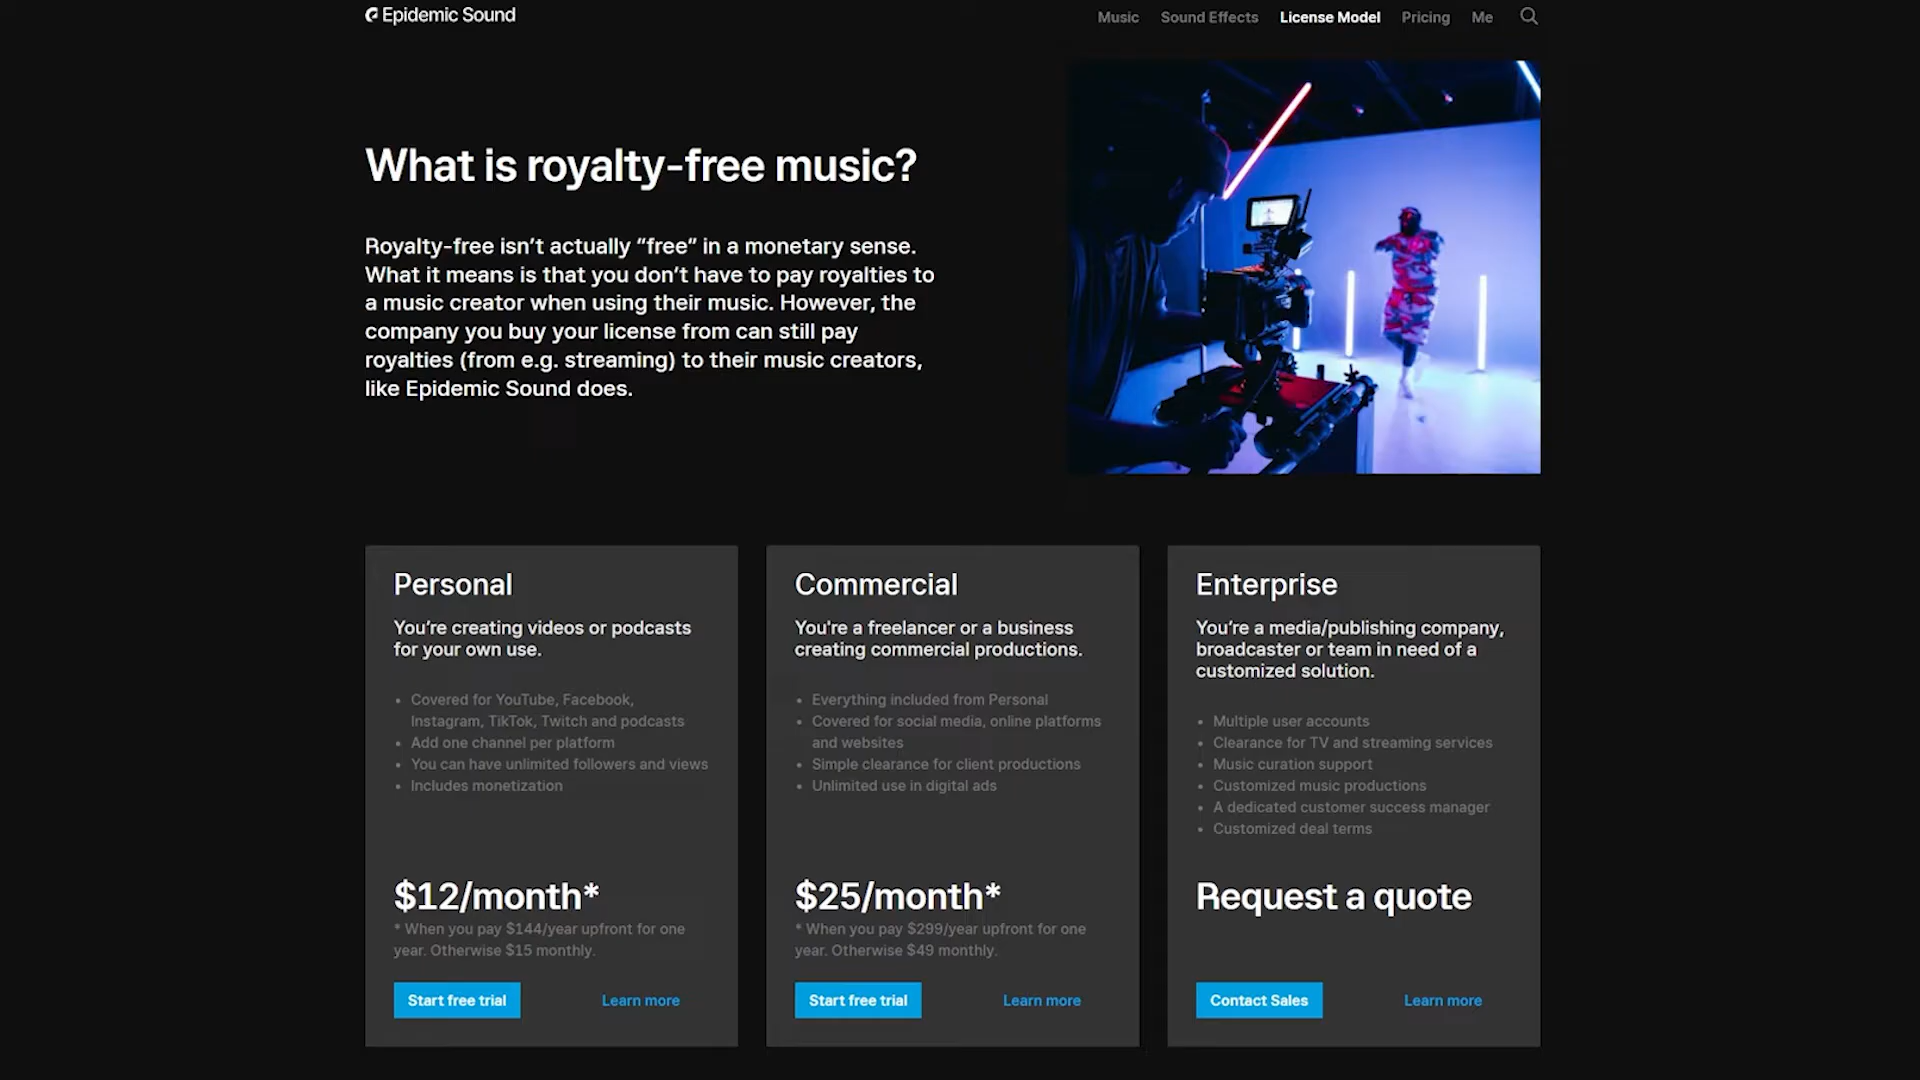 Epidemic Sound
Music Sound Effects License Model Pricing Me
What is royalty-free music?
Royalty-free isn’t actually “free“ in a monetary sense.
What it means is that you don’t have to pay royalties to
a music creator when using their music. However, the
company you buy your license from can still pay
royalties (from e.g. streaming) to their music creators,
like Epidemic Sound does.
Personal
You’re creating videos or podcasts
for your own use.
• Covered for YouTube, Facebook,
Instagram, TikTok, Twitch and podcasts
• Add one channel per platform
• You can have unlimited followers and views
• Includes monetization
$12/month*
* When you pay $144/year upfront for one
year. Otherwise $15 monthly.
Start free trial Learn more
Commercial
You're a freelancer or a business
creating commercial productions.
• Everything included from Personal
• Covered for social media, online platforms
and websites
• Simple clearance for client productions
• Unlimited use in digital ads
$25/month*
* When you pay $299/year upfront for one
year. Otherwise $49 monthly.
Start free trial Learn more
Enterprise
You’re a media/publishing company,
broadcaster or team in need of a
customized solution.
• Multiple user accounts
• Clearance for TV and streaming services
• Music curation support
• Customized music productions
• A dedicated customer success manager
• Customized deal terms
Request a quote
Contact Sales Learn more